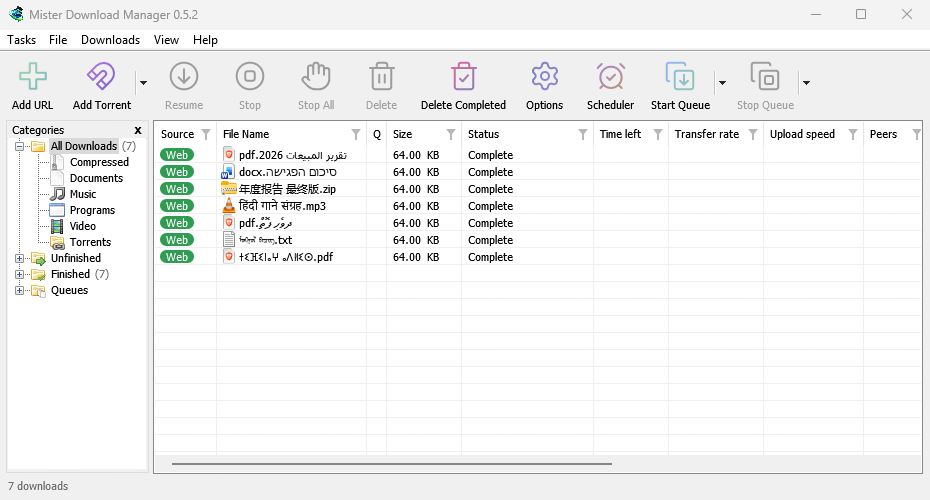 Mister Download Manager 0.5.2
Tasks File Downloads View Help
Add URL Add Torrent Resume Stop Stop All Delete Delete Completed Options Scheduler Start Queue Stop Queue
Categories x
All Downloads (7)
Compressed
Documents
Music
Programs
Video
Torrents
Unfinished
Finished (7)
Queues
Source File Name Q Size Status Time left Transfer rate Upload speed Peers
Web تقرير المبيعات 2026.pdf 64.00 KB Complete
Web סיכום הפגישה.docx 64.00 KB Complete
Web 年度报告 最终版.zip 64.00 KB Complete
Web हिंदी गाने संग्रह.mp3 64.00 KB Complete
Web .pdf 64.00 KB Complete
Web .txt 64.00 KB Complete
Web .pdf 64.00 KB Complete
7 downloads